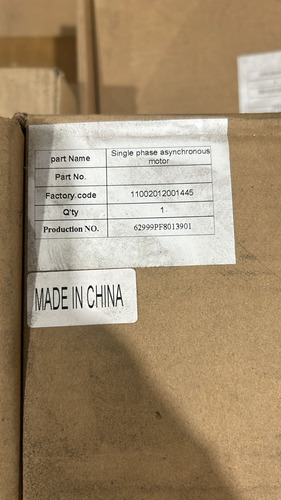 part Name Single phase asynchronous motor
Part No.
Factory.code 11002012001445
Q'ty 1
Production NO. 62999PF8013901
MADE IN CHINA